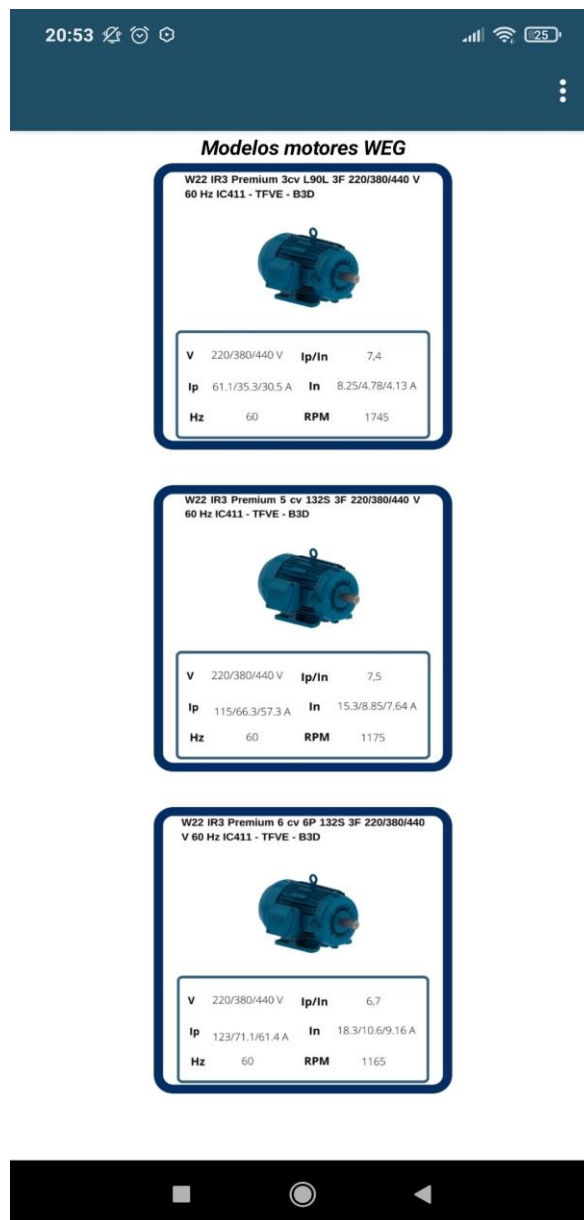 20:53
25
Modelos motores WEG
W22 IR3 Premium 3cv L90L 3F 220/380/440 V
60 Hz IC411 - TFVE - B3D
V 220/380/440 V Ip/In 7,4
Ip 61.1/35.3/30.5 A In 8.25/4.78/4.13 A
Hz 60 RPM 1745
W22 IR3 Premium 5 cv 132S 3F 220/380/440 V
60 Hz IC411 - TFVE - B3D
V 220/380/440 V Ip/In 7,5
Ip 115/66.3/57.3 A In 15.3/8.85/7.64 A
Hz 60 RPM 1175
W22 IR3 Premium 6 cv 6P 132S 3F 220/380/440
V 60 Hz IC411 - TFVE - B3D
V 220/380/440 V Ip/In 6,7
Ip 123/71.1/61.4 A In 18.3/10.6/9.16 A
Hz 60 RPM 1165